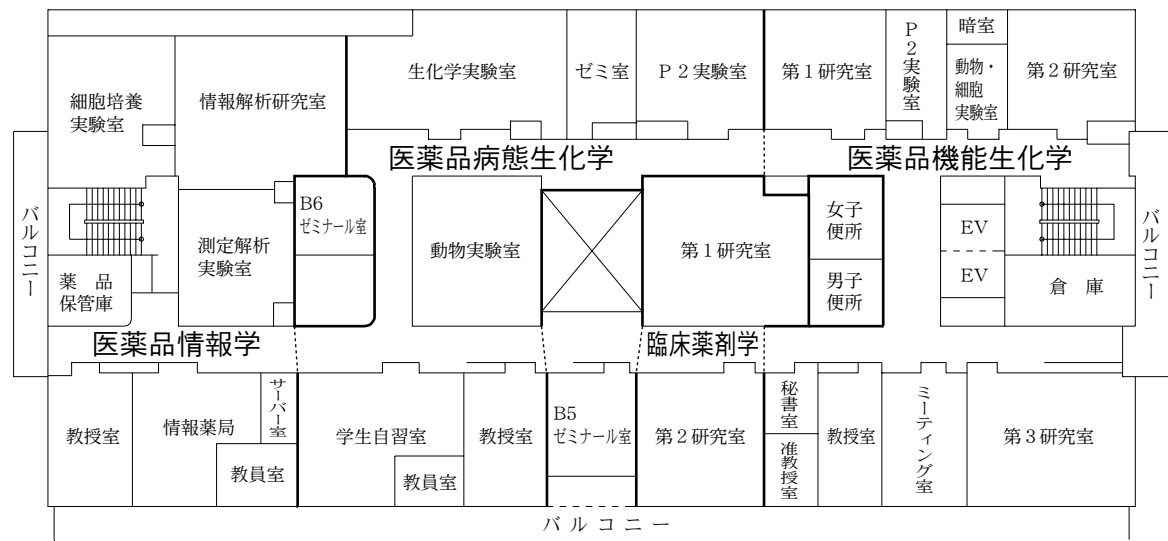 生化学実験室
ゼミ室
Ｐ２実験室
第１研究室
Ｐ２実験室
暗室
動物・
細胞
実験室
第２研究室
細胞培養
実験室
情報解析研究室
医薬品病態生化学
医薬品機能生化学
バルコニー
B6
ゼミナール室
測定解析
実験室
動物実験室
第１研究室
女子
便所
男子
便所
EV
EV
倉庫
バルコニー
薬品
保管庫
医薬品情報学
臨床薬剤学
教授室
情報薬局
サーバー室
教員室
学生自習室
教員室
教授室
B5
ゼミナール室
第２研究室
秘書室
准教授室
教授室
ミーティング室
第３研究室
バルコニー